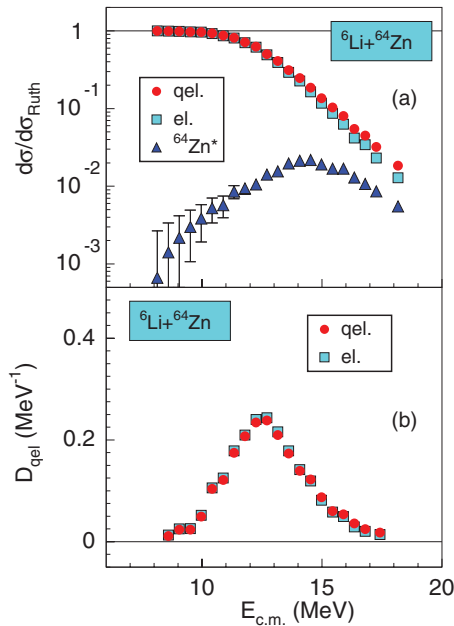 ⁶Li+⁶⁴Zn
1
(a)
qel.
el.
⁶⁴Zn*
10⁻¹
10⁻²
10⁻³
dσ/dσRuth
⁶Li+⁶⁴Zn
qel.
el.
(b)
0.4
0.2
0
Dqel (MeV⁻¹)
10 15 20
Ec.m. (MeV)